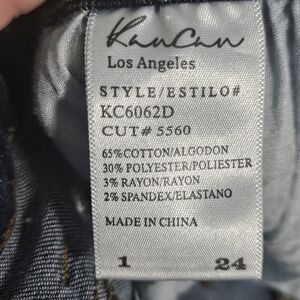 KanCan
Los Angeles
STYLE/ESTILO#
KC6062D
CUT# 5560
65%COTTON/ALGODON
30% POLYESTER/POLIESTER
3% RAYON/RAYON
2% SPANDEX/ELASTANO
MADE IN CHINA
1 24